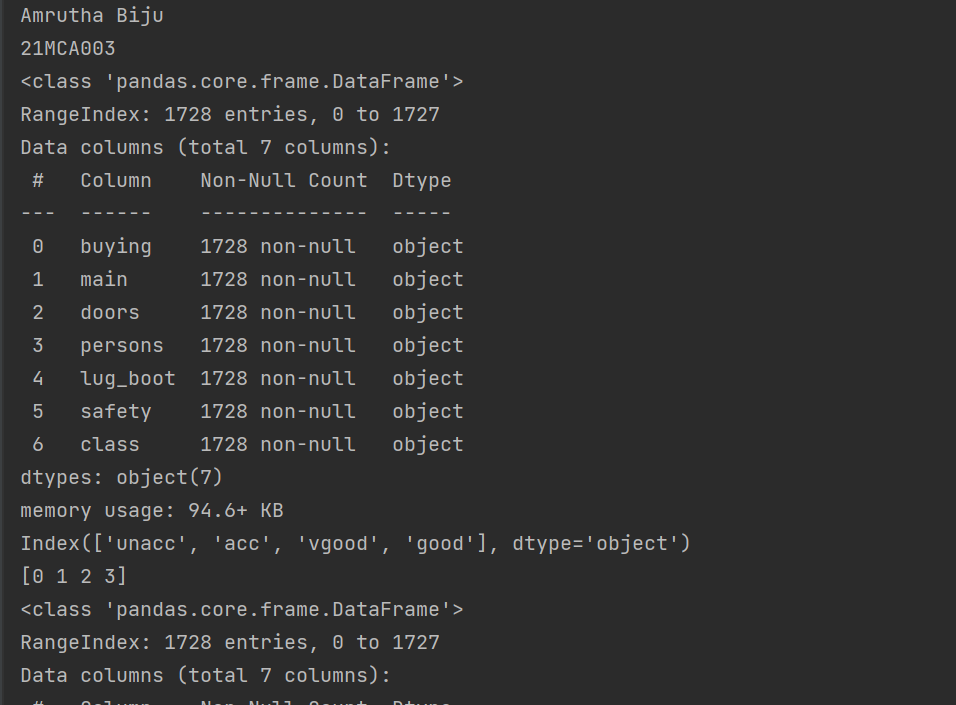 Amrutha Biju
21MCA003
<class 'pandas.core.frame.DataFrame'>
RangeIndex: 1728 entries, 0 to 1727
Data columns (total 7 columns):
 #   Column    Non-Null Count  Dtype
---  ------    --------------  -----
 0   buying    1728 non-null   object
 1   main      1728 non-null   object
 2   doors     1728 non-null   object
 3   persons   1728 non-null   object
 4   lug_boot  1728 non-null   object
 5   safety    1728 non-null   object
 6   class     1728 non-null   object
dtypes: object(7)
memory usage: 94.6+ KB
Index(['unacc', 'acc', 'vgood', 'good'], dtype='object')
[0 1 2 3]
<class 'pandas.core.frame.DataFrame'>
RangeIndex: 1728 entries, 0 to 1727
Data columns (total 7 columns):
 #   Column    Non-Null Count  Dtype